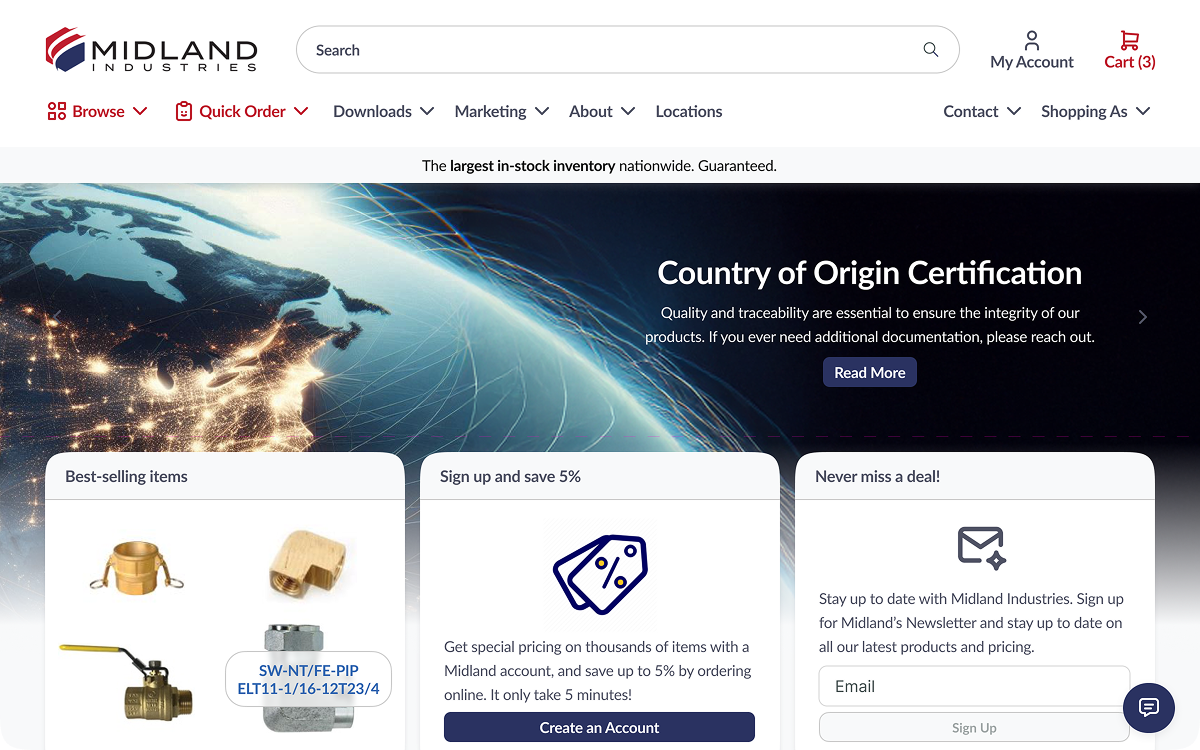 MIDLAND
INDUSTRIES
Search
My Account
Cart (3)
Browse
Quick Order
Downloads
Marketing
About
Locations
Contact
Shopping As
The largest in-stock inventory nationwide. Guaranteed.
Country of Origin Certification
Quality and traceability are essential to ensure the integrity of our
products. If you ever need additional documentation, please reach out.
Read More
Best-selling items
SW-NT/FE-PIP
ELT11-1/16-12T23/4
Sign up and save 5%
Get special pricing on thousands of items with a
Midland account, and save up to 5% by ordering
online. It only take 5 minutes!
Create an Account
Never miss a deal!
Stay up to date with Midland Industries. Sign up
for Midland's Newsletter and stay up to date on
all our latest products and pricing.
Email
Sign Up